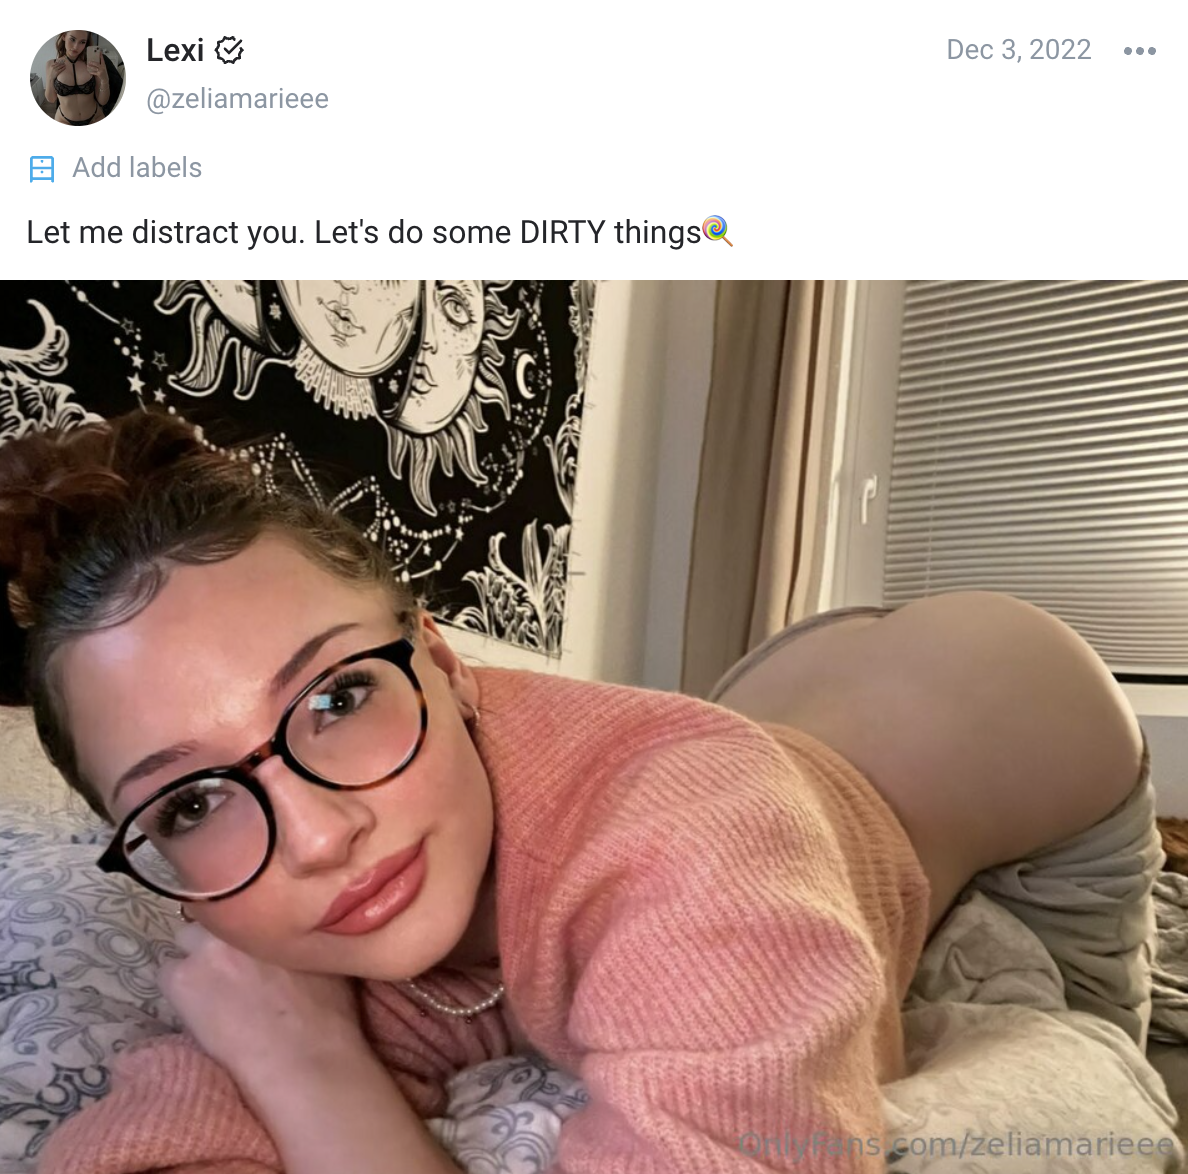 Lexi
Dec 3, 2022
@zeliamarieee
Add labels
Let me distract you. Let's do some DIRTY things🍭
OnlyFans.com/zeliamarieee